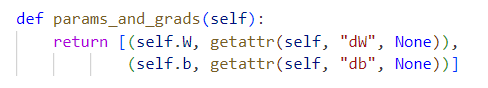 def params_and_grads(self):
    return [(self.W, getattr(self, "dW", None)),
            (self.b, getattr(self, "db", None))]